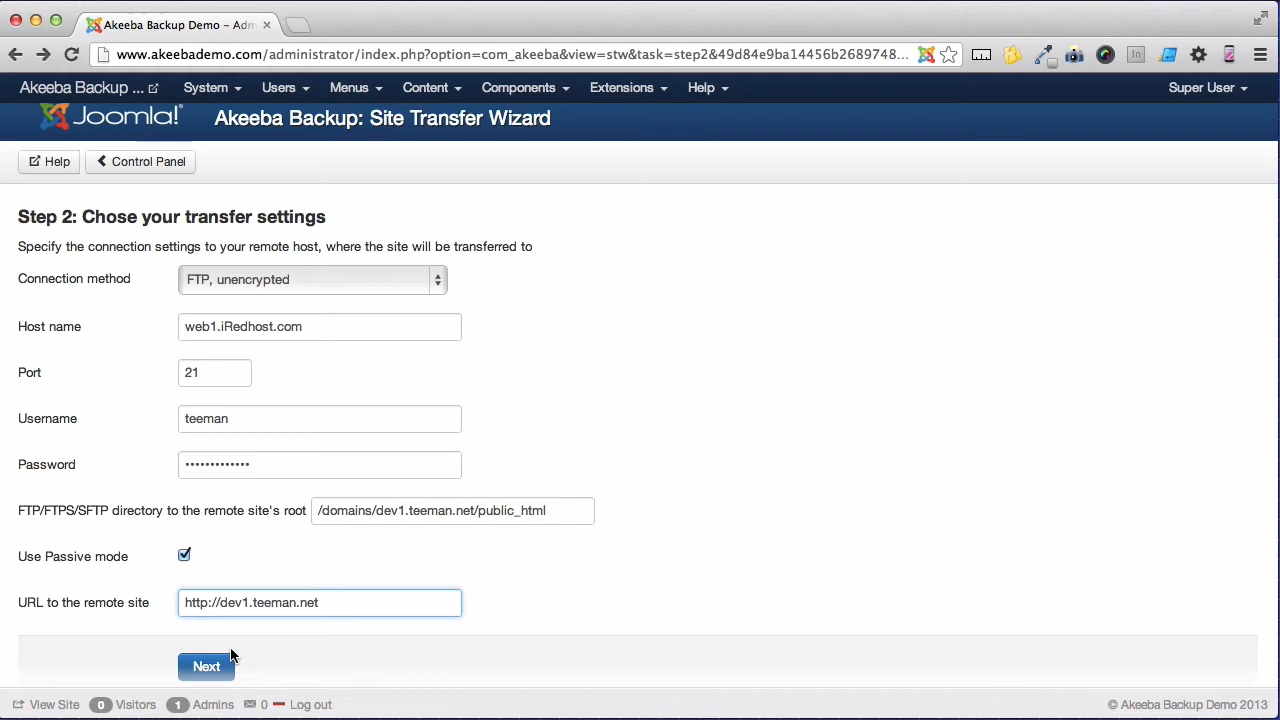 Akeeba Backup Demo - Adm
www.akeebademo.com/administrator/index.php?option=com_akeeba&view=stw&task=step2&49d84e9ba14456b2689748...
Akeeba Backup ... System Users Menus Content Components Extensions Help Super User
Joomla! Akeeba Backup: Site Transfer Wizard
Help Control Panel
Step 2: Chose your transfer settings
Specify the connection settings to your remote host, where the site will be transferred to
Connection method FTP, unencrypted
Host name web1.iRedhost.com
Port 21
Username teeman
Password •••••••••••••
FTP/FTPS/SFTP directory to the remote site's root /domains/dev1.teeman.net/public_html
Use Passive mode
URL to the remote site http://dev1.teeman.net
Next
View Site 0 Visitors 1 Admins 0 Log out © Akeeba Backup Demo 2013